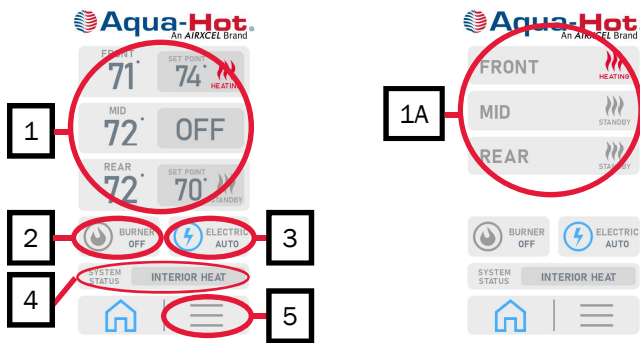 Aqua-Hot.
An AIRXCEL Brand
FRONT
71°
SET POINT
74°
HEATING
MID
72°
OFF
REAR
72°
SET POINT
70°
STANDBY
BURNER
OFF
ELECTRIC
AUTO
SYSTEM
STATUS
INTERIOR HEAT
1
2
3
4
5
Aqua-Hot.
An AIRXCEL Brand
FRONT
HEATING
MID
STANDBY
REAR
STANDBY
BURNER
OFF
ELECTRIC
AUTO
SYSTEM
STATUS
INTERIOR HEAT
1A